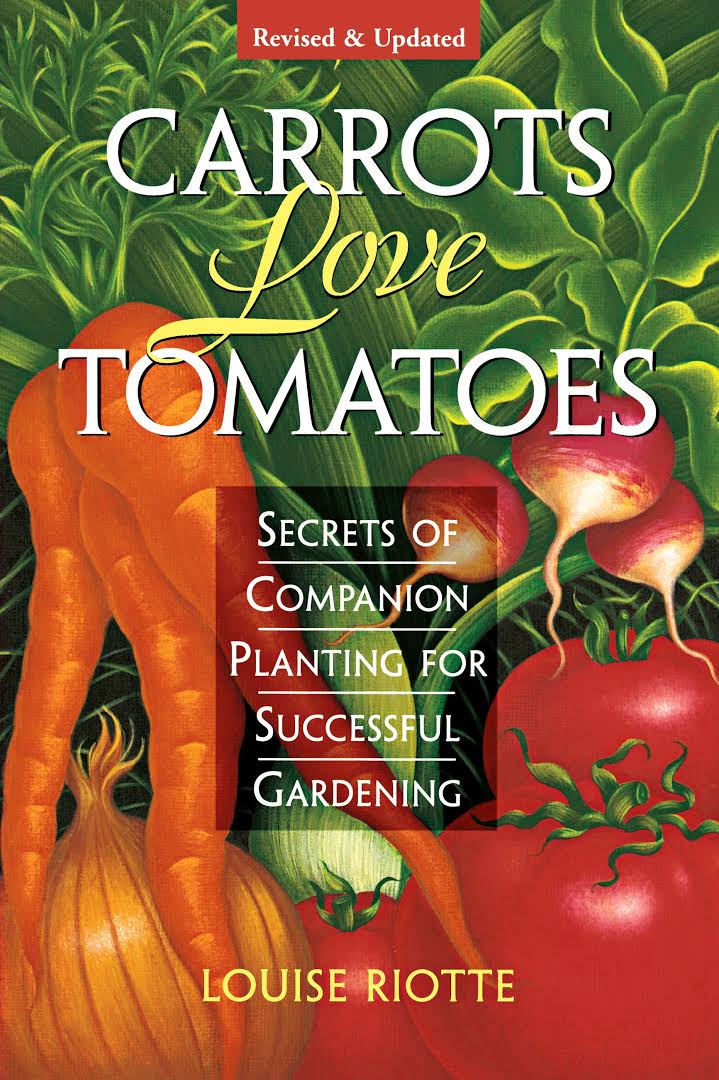 Revised & Updated
CARROTS
Love
TOMATOES
SECRETS OF
COMPANION
PLANTING FOR
SUCCESSFUL
GARDENING
LOUISE RIOTTE